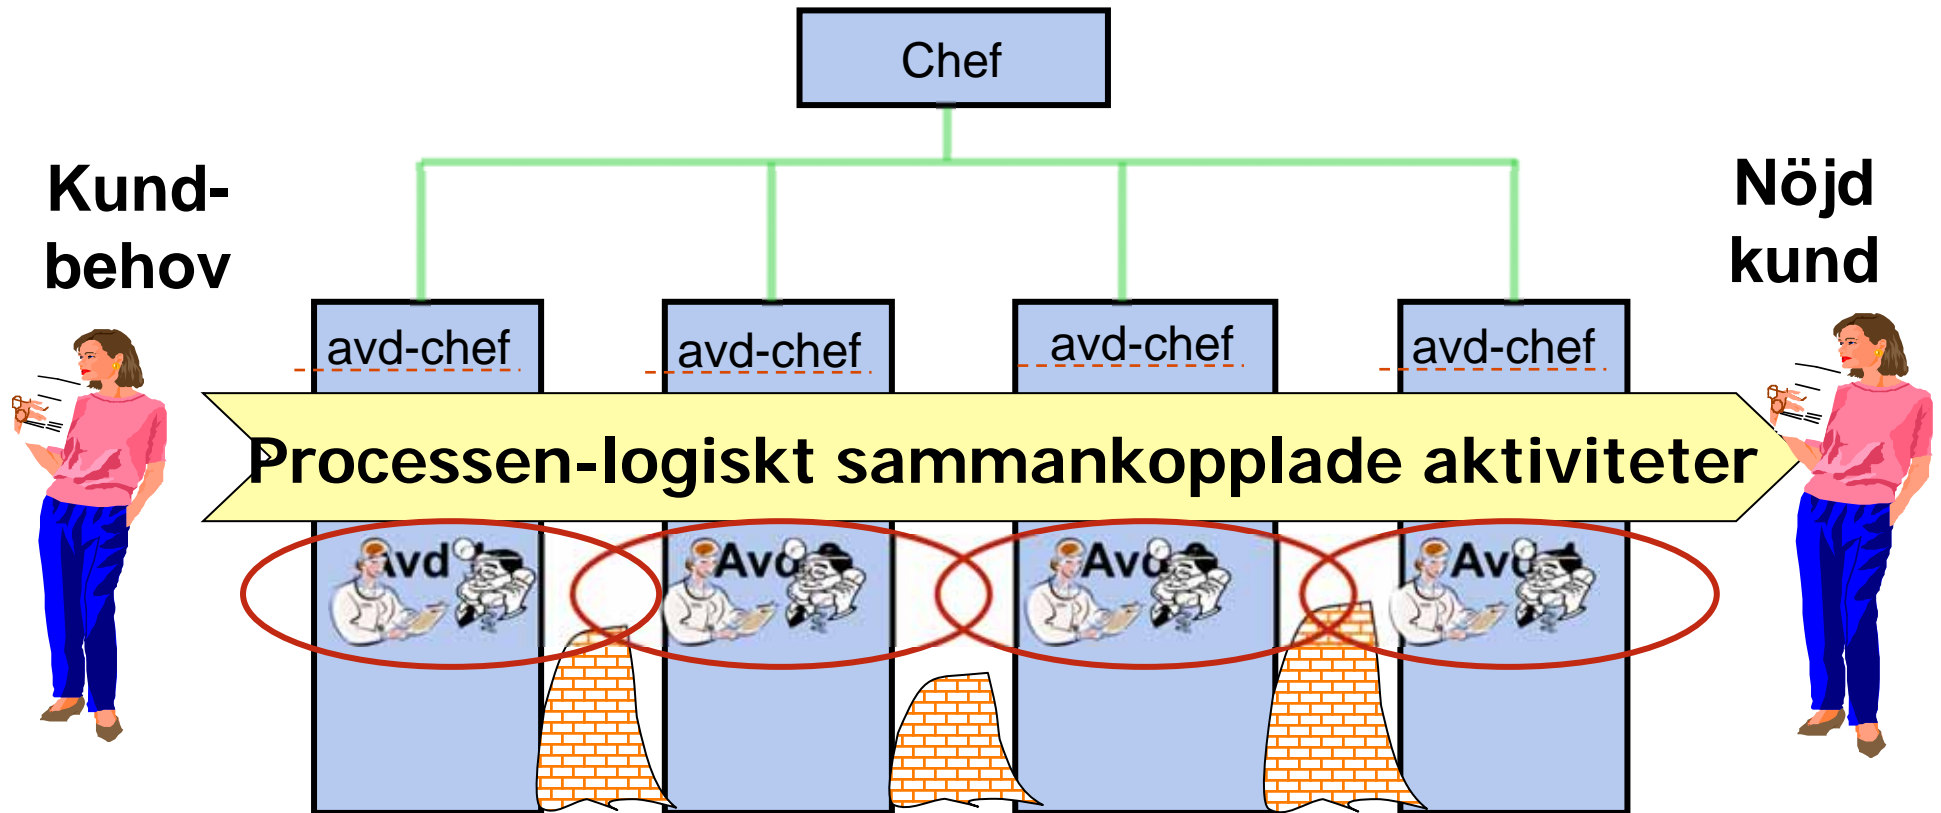 Chef
Kund-
behov
Nöjd
kund
avd-chef
avd-chef
avd-chef
avd-chef
Processen-logiskt sammankopplade aktiviteter
Avd
Avd
Avd
Avd